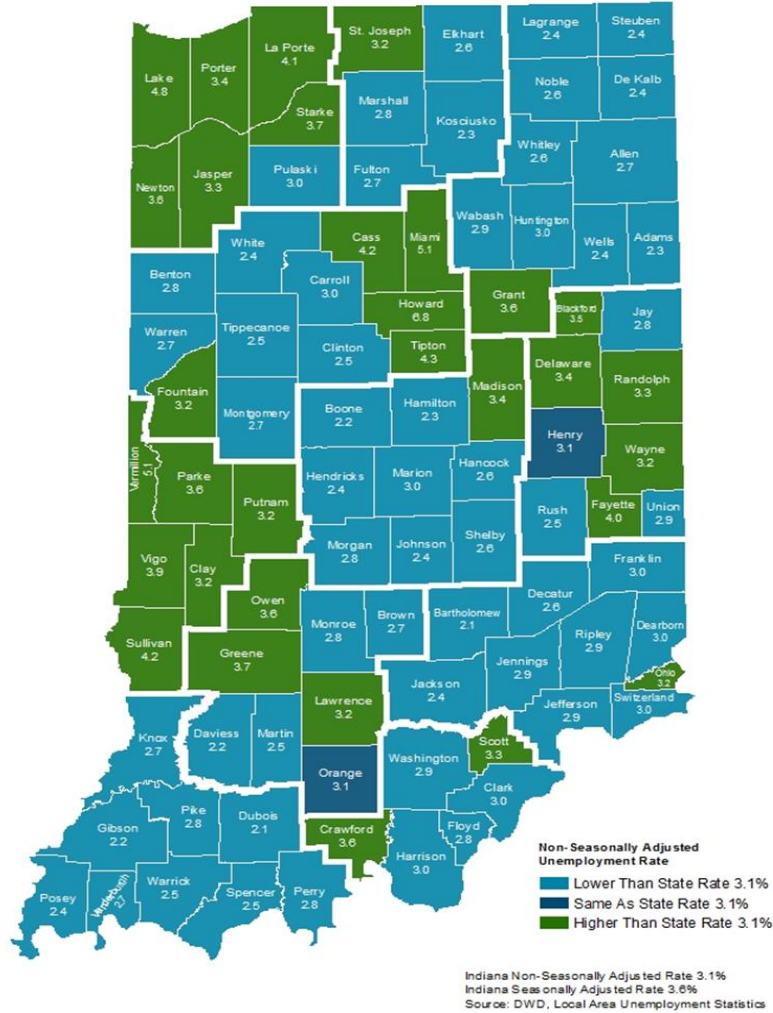 St. Joseph
3.2
Elkhart
2.6
Lagrange
2.4
Steuben
2.4
La Porte
4.1
Porter
3.4
Lake
4.8
Noble
2.6
De Kalb
2.4
Marshall
2.8
Starke
3.7
Kosciusko
2.3
Whitley
2.6
Allen
2.7
Newton
3.6
Jasper
3.3
Pulaski
3.0
Fulton
2.7
Wabash
2.9
Huntington
3.0
Wells
2.4
Adams
2.3
White
2.4
Cass
4.2
Miami
5.1
Benton
2.8
Carroll
3.0
Grant
3.6
Howard
6.8
Blackford
3.5
Jay
2.8
Warren
2.7
Tippecanoe
2.5
Clinton
2.5
Tipton
4.3
Delaware
3.4
Randolph
3.3
Madison
3.4
Fountain
3.2
Montgomery
2.7
Boone
2.2
Hamilton
2.3
Henry
3.1
Wayne
3.2
Vermillion
5.1
Parke
3.6
Putnam
3.2
Hendricks
2.4
Marion
3.0
Hancock
2.6
Rush
2.5
Fayette
4.0
Union
2.9
Vigo
3.9
Clay
3.2
Morgan
2.8
Johnson
2.4
Shelby
2.6
Franklin
3.0
Owen
3.6
Monroe
2.8
Brown
2.7
Bartholomew
2.1
Decatur
2.6
Ripley
2.9
Dearborn
3.0
Sullivan
4.2
Greene
3.7
Jennings
2.9
Ohio
3.2
Jackson
2.4
Switzerland
3.0
Lawrence
3.2
Jefferson
2.9
Knox
2.7
Daviess
2.2
Martin
2.5
Scott
3.3
Washington
2.9
Orange
3.1
Clark
3.0
Pike
2.8
Dubois
2.1
Gibson
2.2
Crawford
3.6
Floyd
2.8
Harrison
3.0
Posey
2.4
Vanderburgh
2.7
Warrick
2.5
Spencer
2.5
Perry
2.8
Non-Seasonally Adjusted
Unemployment Rate
Lower Than State Rate 3.1%
Same As State Rate 3.1%
Higher Than State Rate 3.1%
Indiana Non-Seasonally Adjusted Rate 3.1%
Indiana Seasonally Adjusted Rate 3.6%
Source: DWD, Local Area Unemployment Statistics